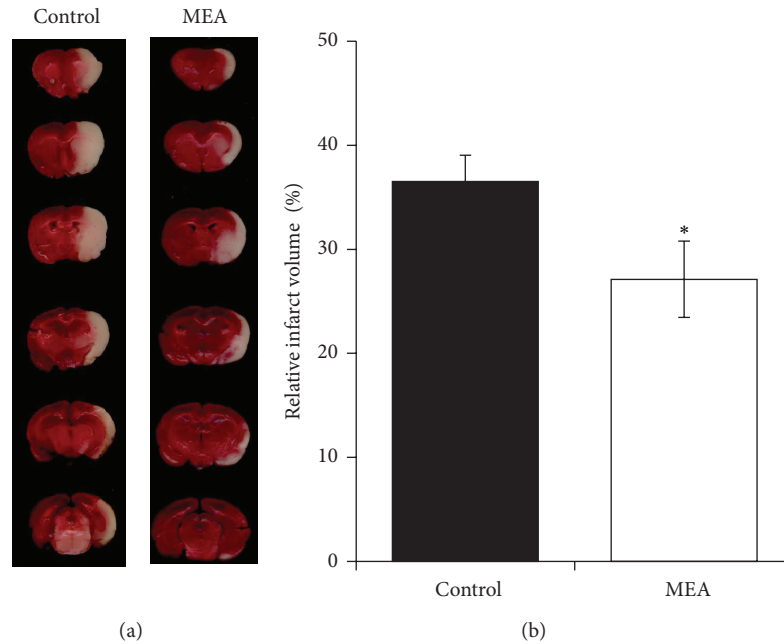 Control MEA
(a)
Relative infarct volume (%)
50
40
30
20
10
0
*
Control MEA
(b)